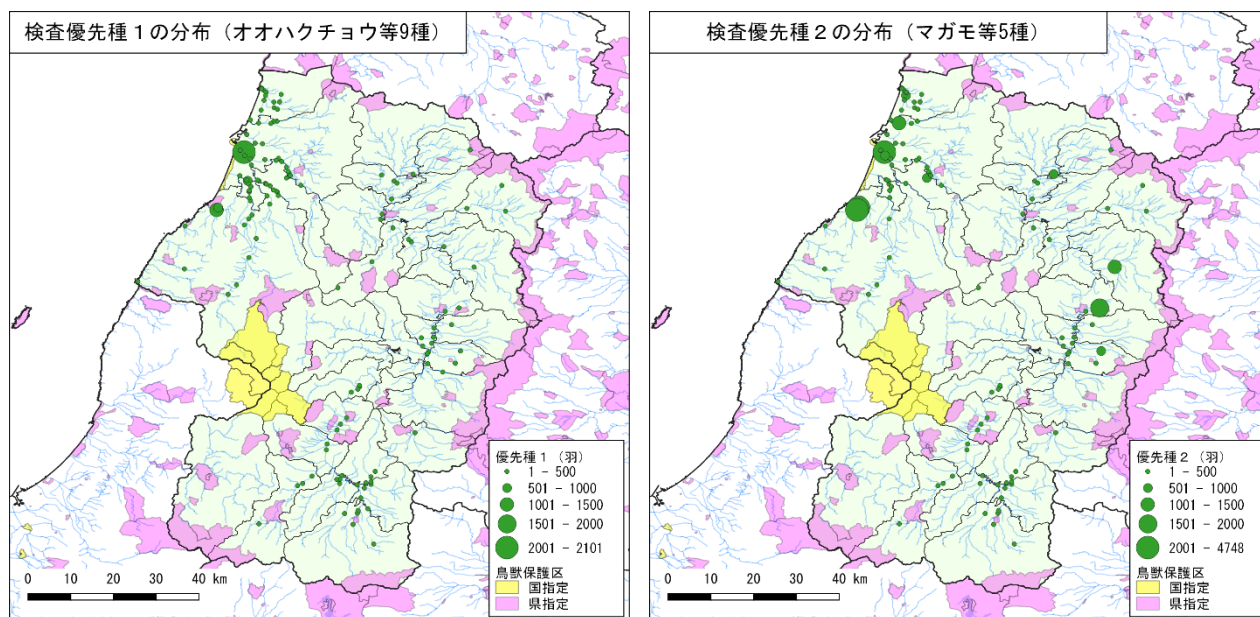 検査優先種１の分布（オオハクチョウ等9種）
優先種１（羽）
1 - 500
501 - 1000
1001 - 1500
1501 - 2000
2001 - 2101
鳥獣保護区
国指定
県指定
0 10 20 30 40 km
検査優先種２の分布（マガモ等5種）
優先種２（羽）
1 - 500
501 - 1000
1001 - 1500
1501 - 2000
2001 - 4748
鳥獣保護区
国指定
県指定
0 10 20 30 40 km